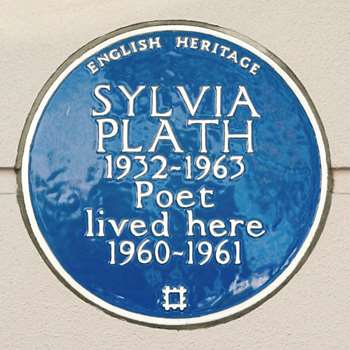 ENGLISH HERITAGE
SYLVIA
PLATH
1932-1963
Poet
lived here
1960-1961